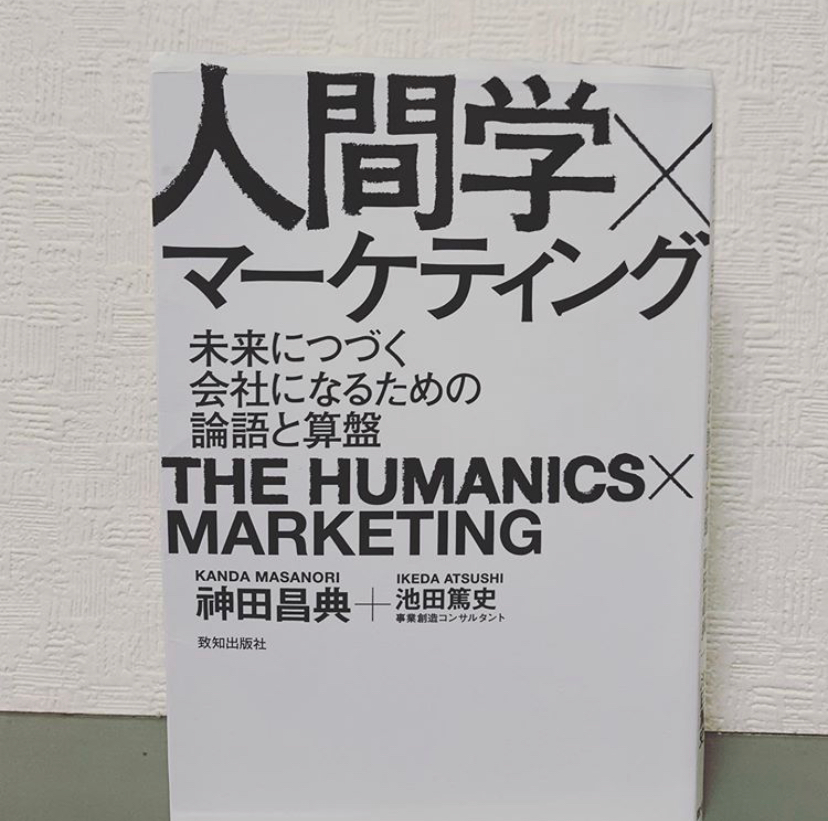 人間学×
マーケティング
未来につづく
会社になるための
論語と算盤
THE HUMANICS×
MARKETING
KANDA MASANORI
神田昌典+
IKEDA ATSUSHI
池田篤史
事業創造コンサルタント
致知出版社